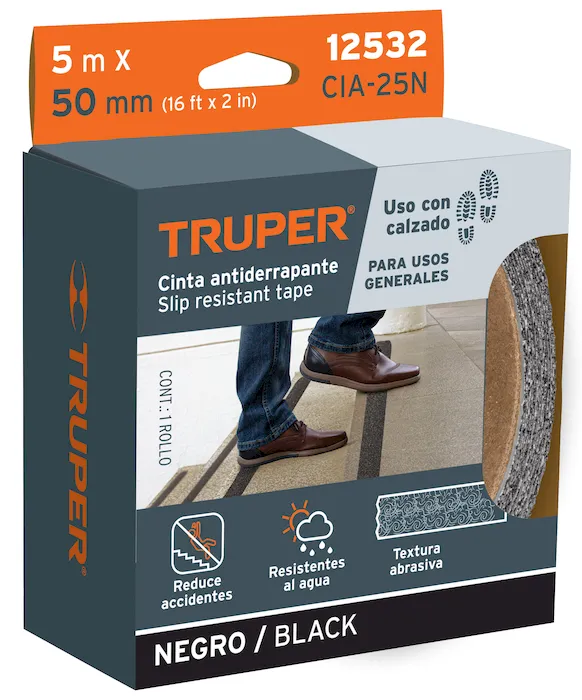 5 m X
50 mm (16 ft x 2 in)
12532
CIA-25N
TRUPER®
Cinta antiderrapante
Slip resistant tape
Uso con
calzado
PARA USOS
GENERALES
CONT.: 1 ROLLO
TRUPER®
Reduce
accidentes
Resistentes
al agua
Textura
abrasiva
NEGRO / BLACK